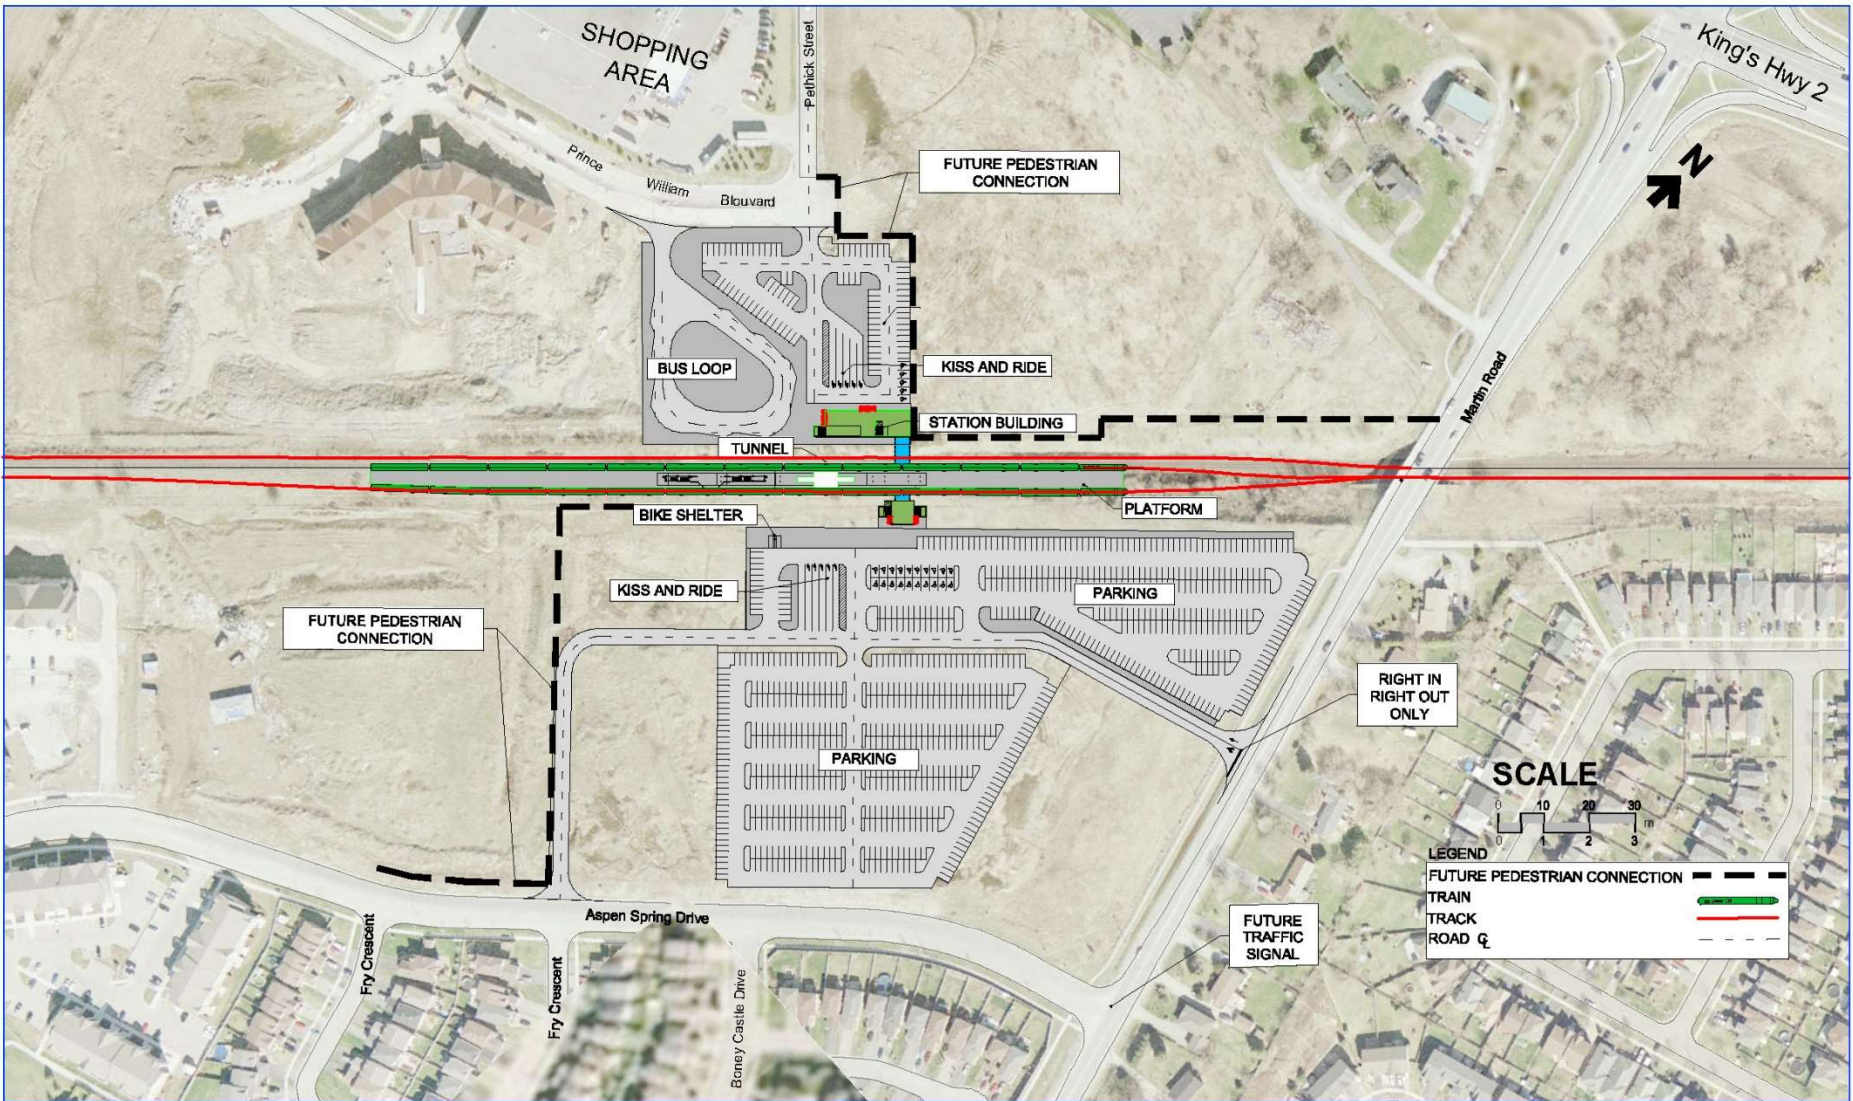 SHOPPING
AREA
Pethick Street
King's Hwy 2
N
Prince
William
Blouvard
FUTURE PEDESTRIAN
CONNECTION
Martin Road
BUS LOOP
KISS AND RIDE
STATION BUILDING
TUNNEL
PLATFORM
BIKE SHELTER
KISS AND RIDE
PARKING
FUTURE PEDESTRIAN
CONNECTION
RIGHT IN
RIGHT OUT
ONLY
PARKING
SCALE
0 10 20 30
m
0 1 2 3
LEGEND
FUTURE PEDESTRIAN CONNECTION
TRAIN
TRACK
ROAD ℄
Aspen Spring Drive
FUTURE
TRAFFIC
SIGNAL
Fry Crescent
Fry Crescent
Boney Castle Drive